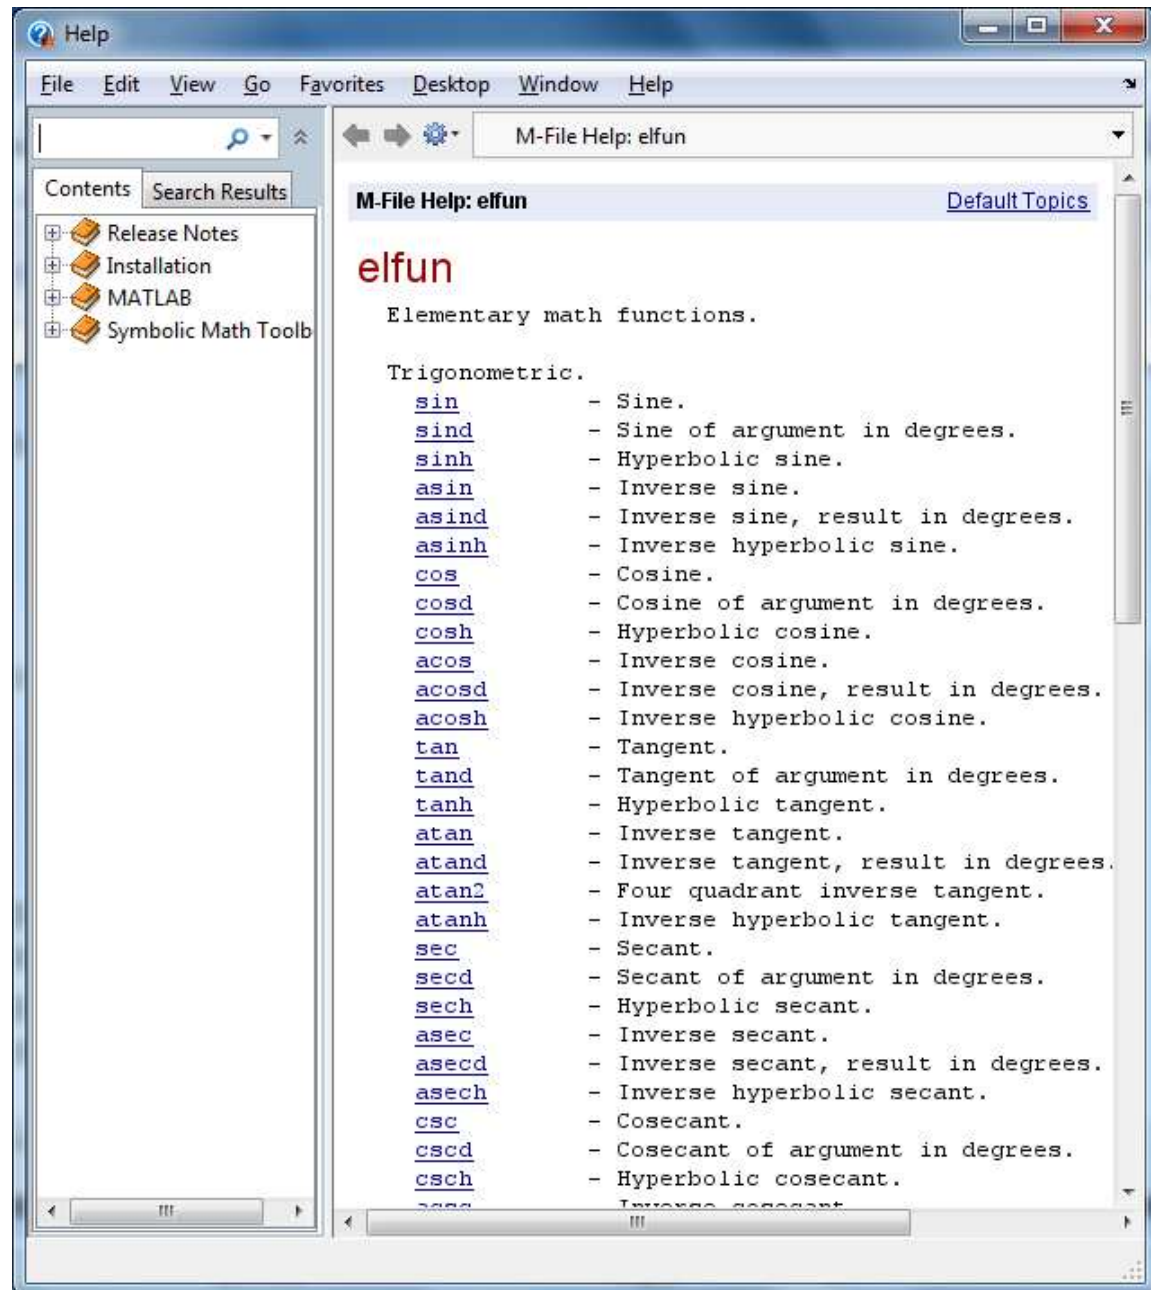 Help
File Edit View Go Favorites Desktop Window Help
M-File Help: elfun
Contents Search Results
Release Notes
Installation
MATLAB
Symbolic Math Toolb
M-File Help: elfun Default Topics
elfun
Elementary math functions.
Trigonometric.
sin - Sine.
sind - Sine of argument in degrees.
sinh - Hyperbolic sine.
asin - Inverse sine.
asind - Inverse sine, result in degrees.
asinh - Inverse hyperbolic sine.
cos - Cosine.
cosd - Cosine of argument in degrees.
cosh - Hyperbolic cosine.
acos - Inverse cosine.
acosd - Inverse cosine, result in degrees.
acosh - Inverse hyperbolic cosine.
tan - Tangent.
tand - Tangent of argument in degrees.
tanh - Hyperbolic tangent.
atan - Inverse tangent.
atand - Inverse tangent, result in degrees.
atan2 - Four quadrant inverse tangent.
atanh - Inverse hyperbolic tangent.
sec - Secant.
secd - Secant of argument in degrees.
sech - Hyperbolic secant.
asec - Inverse secant.
asecd - Inverse secant, result in degrees.
asech - Inverse hyperbolic secant.
csc - Cosecant.
cscd - Cosecant of argument in degrees.
csch - Hyperbolic cosecant.